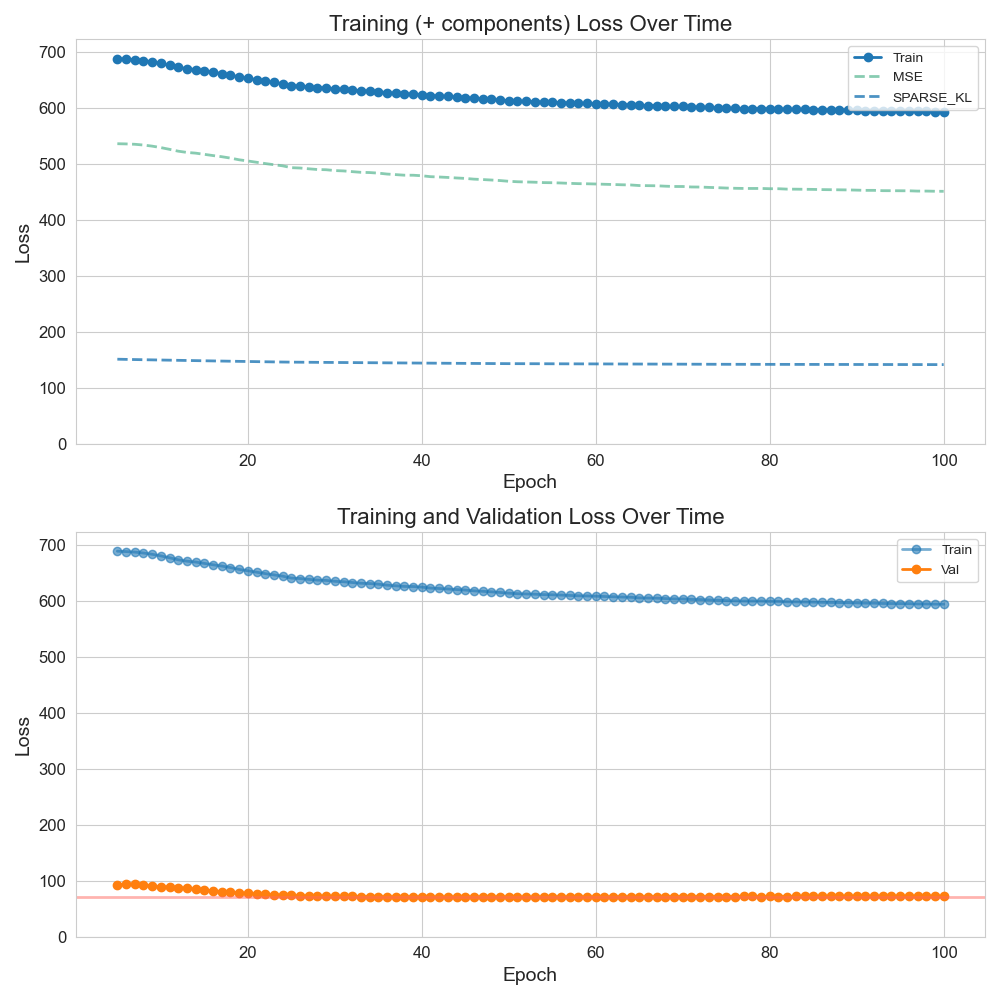 Training (+ components) Loss Over Time
700
600
500
400
300
200
100
0
Loss
Train
MSE
SPARSE_KL
20
40
60
80
100
Epoch
Training and Validation Loss Over Time
700
600
500
400
300
200
100
0
Loss
Train
Val
20
40
60
80
100
Epoch